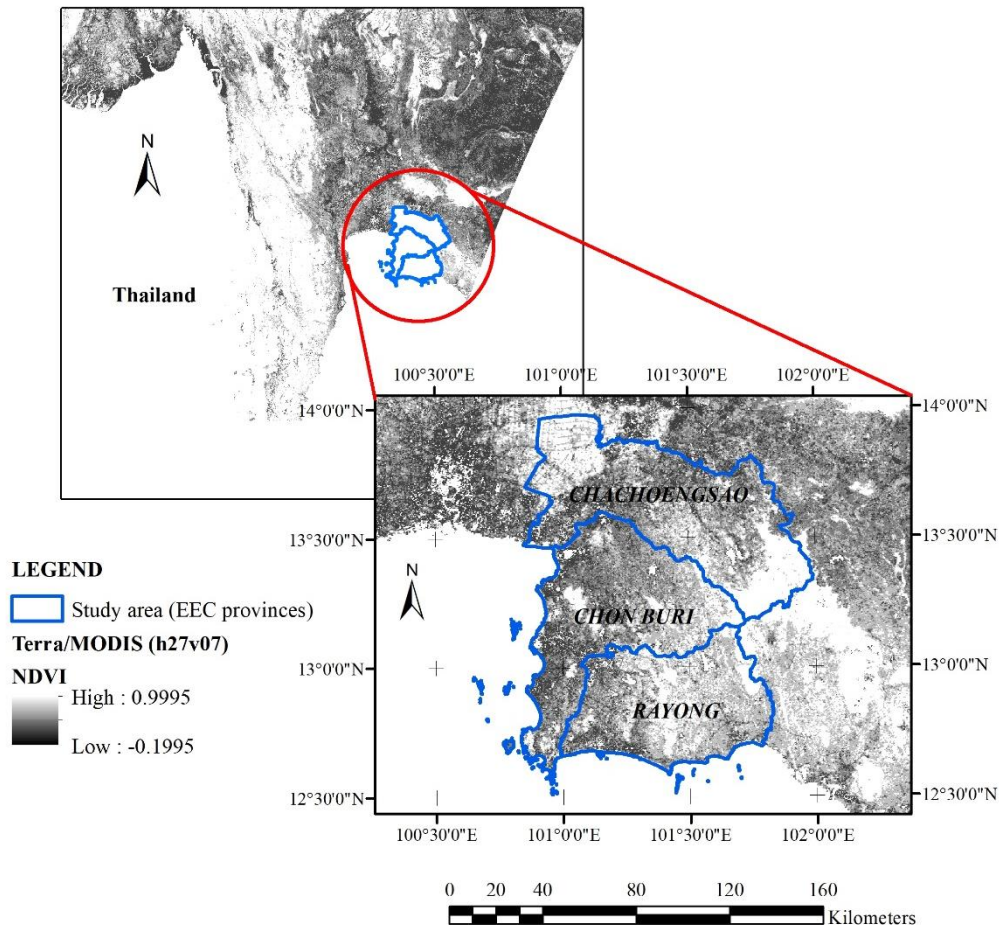 N
Thailand
100°30'0"E 101°0'0"E 101°30'0"E 102°0'0"E
14°0'0"N 14°0'0"N
CHACHOENGSAO
13°30'0"N 13°30'0"N
N
CHON BURI
13°0'0"N 13°0'0"N
RAYONG
12°30'0"N 12°30'0"N
100°30'0"E 101°0'0"E 101°30'0"E 102°0'0"E
LEGEND
Study area (EEC provinces)
Terra/MODIS (h27v07)
NDVI
High : 0.9995
Low : -0.1995
0 20 40 80 120 160
Kilometers